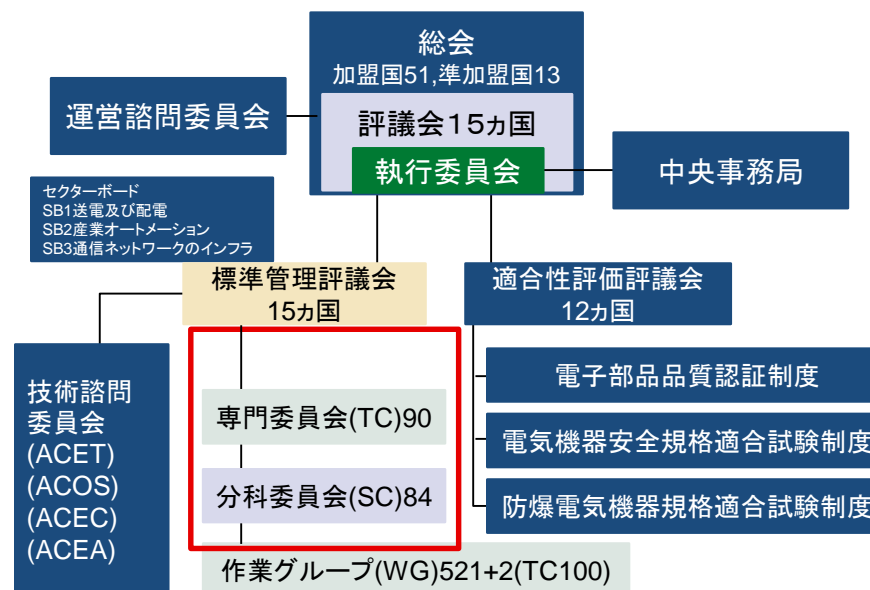 総会
加盟国51,準加盟国13
運営諮問委員会
評議会15ヵ国
執行委員会
中央事務局
セクターボード
SB1送電及び配電
SB2産業オートメーション
SB3通信ネットワークのインフラ
標準管理評議会
15ヵ国
適合性評価評議会
12ヵ国
技術諮問
委員会
(ACET)
(ACOS)
(ACEC)
(ACEA)
専門委員会(TC)90
分科委員会(SC)84
作業グループ(WG)521+2(TC100)
電子部品品質認証制度
電気機器安全規格適合試験制度
防爆電気機器規格適合試験制度